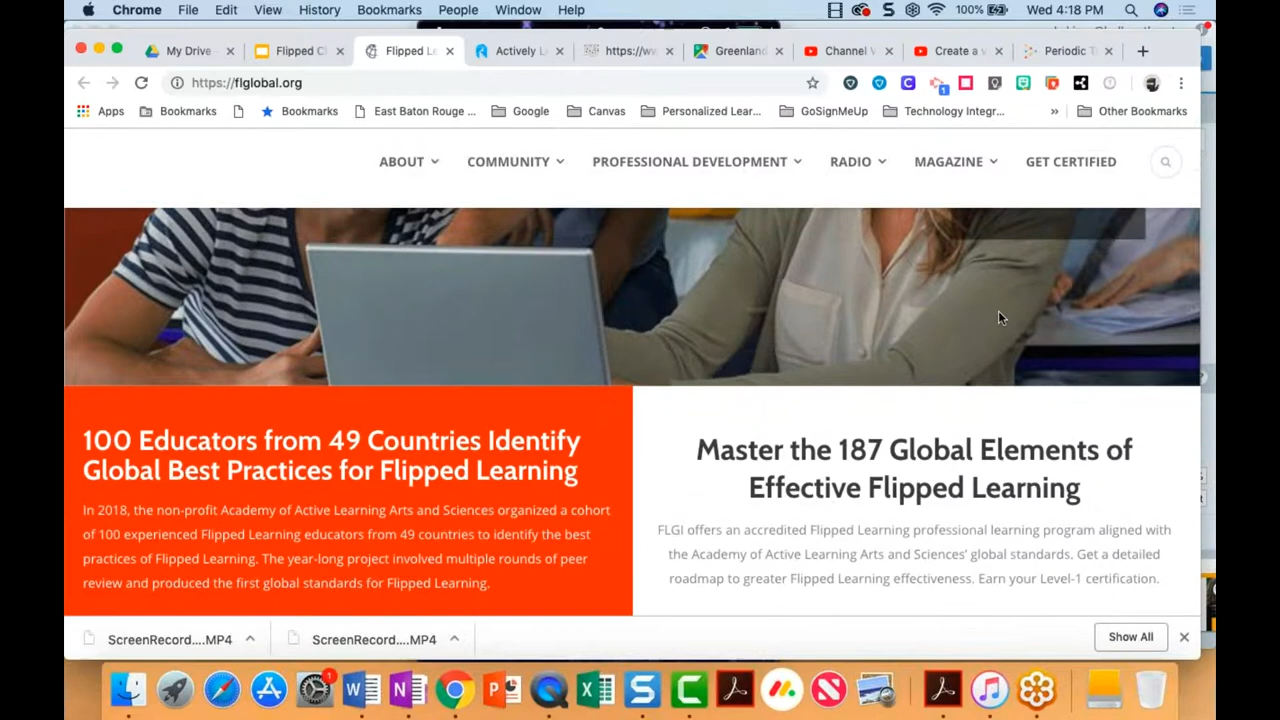 Chrome File Edit View History Bookmarks People Window Help 100% Wed 4:18 PM
My Drive Flipped Cl Flipped Le Actively L https://ww Greenland Channel V Create a v Periodic T
https://flglobal.org
Apps Bookmarks Bookmarks East Baton Rouge ... Google Canvas Personalized Lear... GoSignMeUp Technology Integr... » Other Bookmarks
ABOUT COMMUNITY PROFESSIONAL DEVELOPMENT RADIO MAGAZINE GET CERTIFIED
100 Educators from 49 Countries Identify
Global Best Practices for Flipped Learning
In 2018, the non-profit Academy of Active Learning Arts and Sciences organized a cohort
of 100 experienced Flipped Learning educators from 49 countries to identify the best
practices of Flipped Learning. The year-long project involved multiple rounds of peer
review and produced the first global standards for Flipped Learning.
Master the 187 Global Elements of
Effective Flipped Learning
FLGI offers an accredited Flipped Learning professional learning program aligned with
the Academy of Active Learning Arts and Sciences' global standards. Get a detailed
roadmap to greater Flipped Learning effectiveness. Earn your Level-1 certification.
ScreenRecord....MP4 ScreenRecord....MP4 Show All